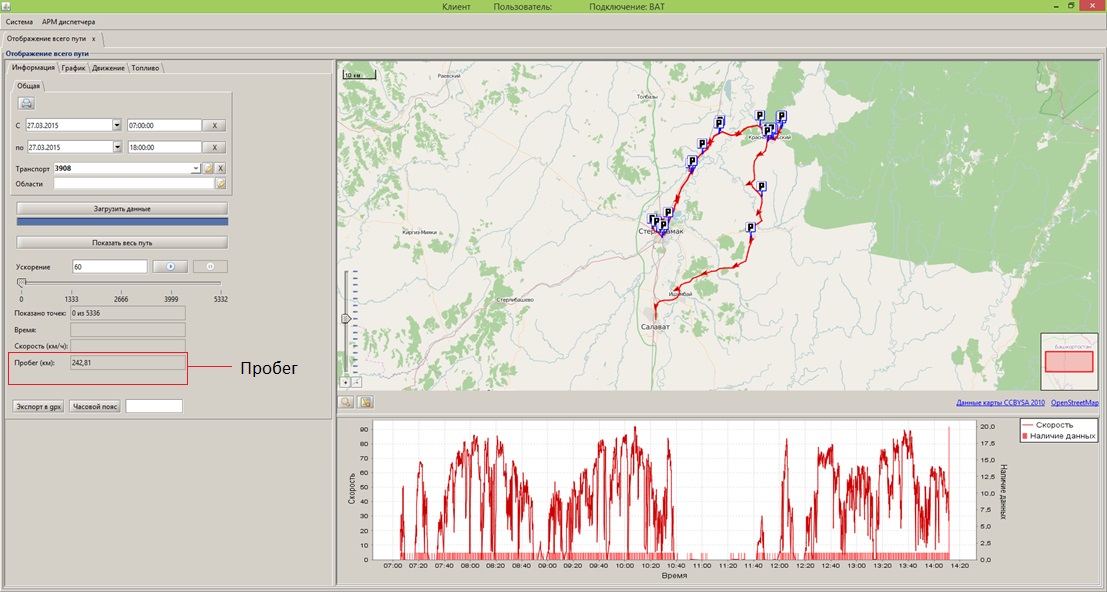 Клиент Пользователь: Подключение: ВАТ
Система АРМ диспетчера
Отображение всего пути x
Отображение всего пути
Информация График Движение Топливо
Общая
С 27.03.2015 07:00:00 X
по 27.03.2015 18:00:00 X
Транспорт 3908 X
Области
Загрузить данные
Показать весь путь
Ускорение 60
0 1333 2666 3999 5332
Показано точек: 0 из 5336
Время:
Скорость (км/ч):
Пробег (км): 242,81
Пробег
Экспорт в gpx Часовой пояс
10 км
Раевский
Толбазы
Киргиз-Мияки
Стерлибашево
Ишимбай
Салават
Башкортостан
Данные карты CCBYSA 2010 OpenStreetMap
Скорость
Наличие данных
Скорость
90
80
70
60
50
40
30
20
10
0
20,0
17,5
15,0
12,5
10,0
7,5
5,0
2,5
0,0
Наличие данных
07:00 07:20 07:40 08:00 08:20 08:40 09:00 09:20 09:40 10:00 10:20 10:40 11:00 11:20 11:40 12:00 12:20 12:40 13:00 13:20 13:40 14:00 14:20
Время